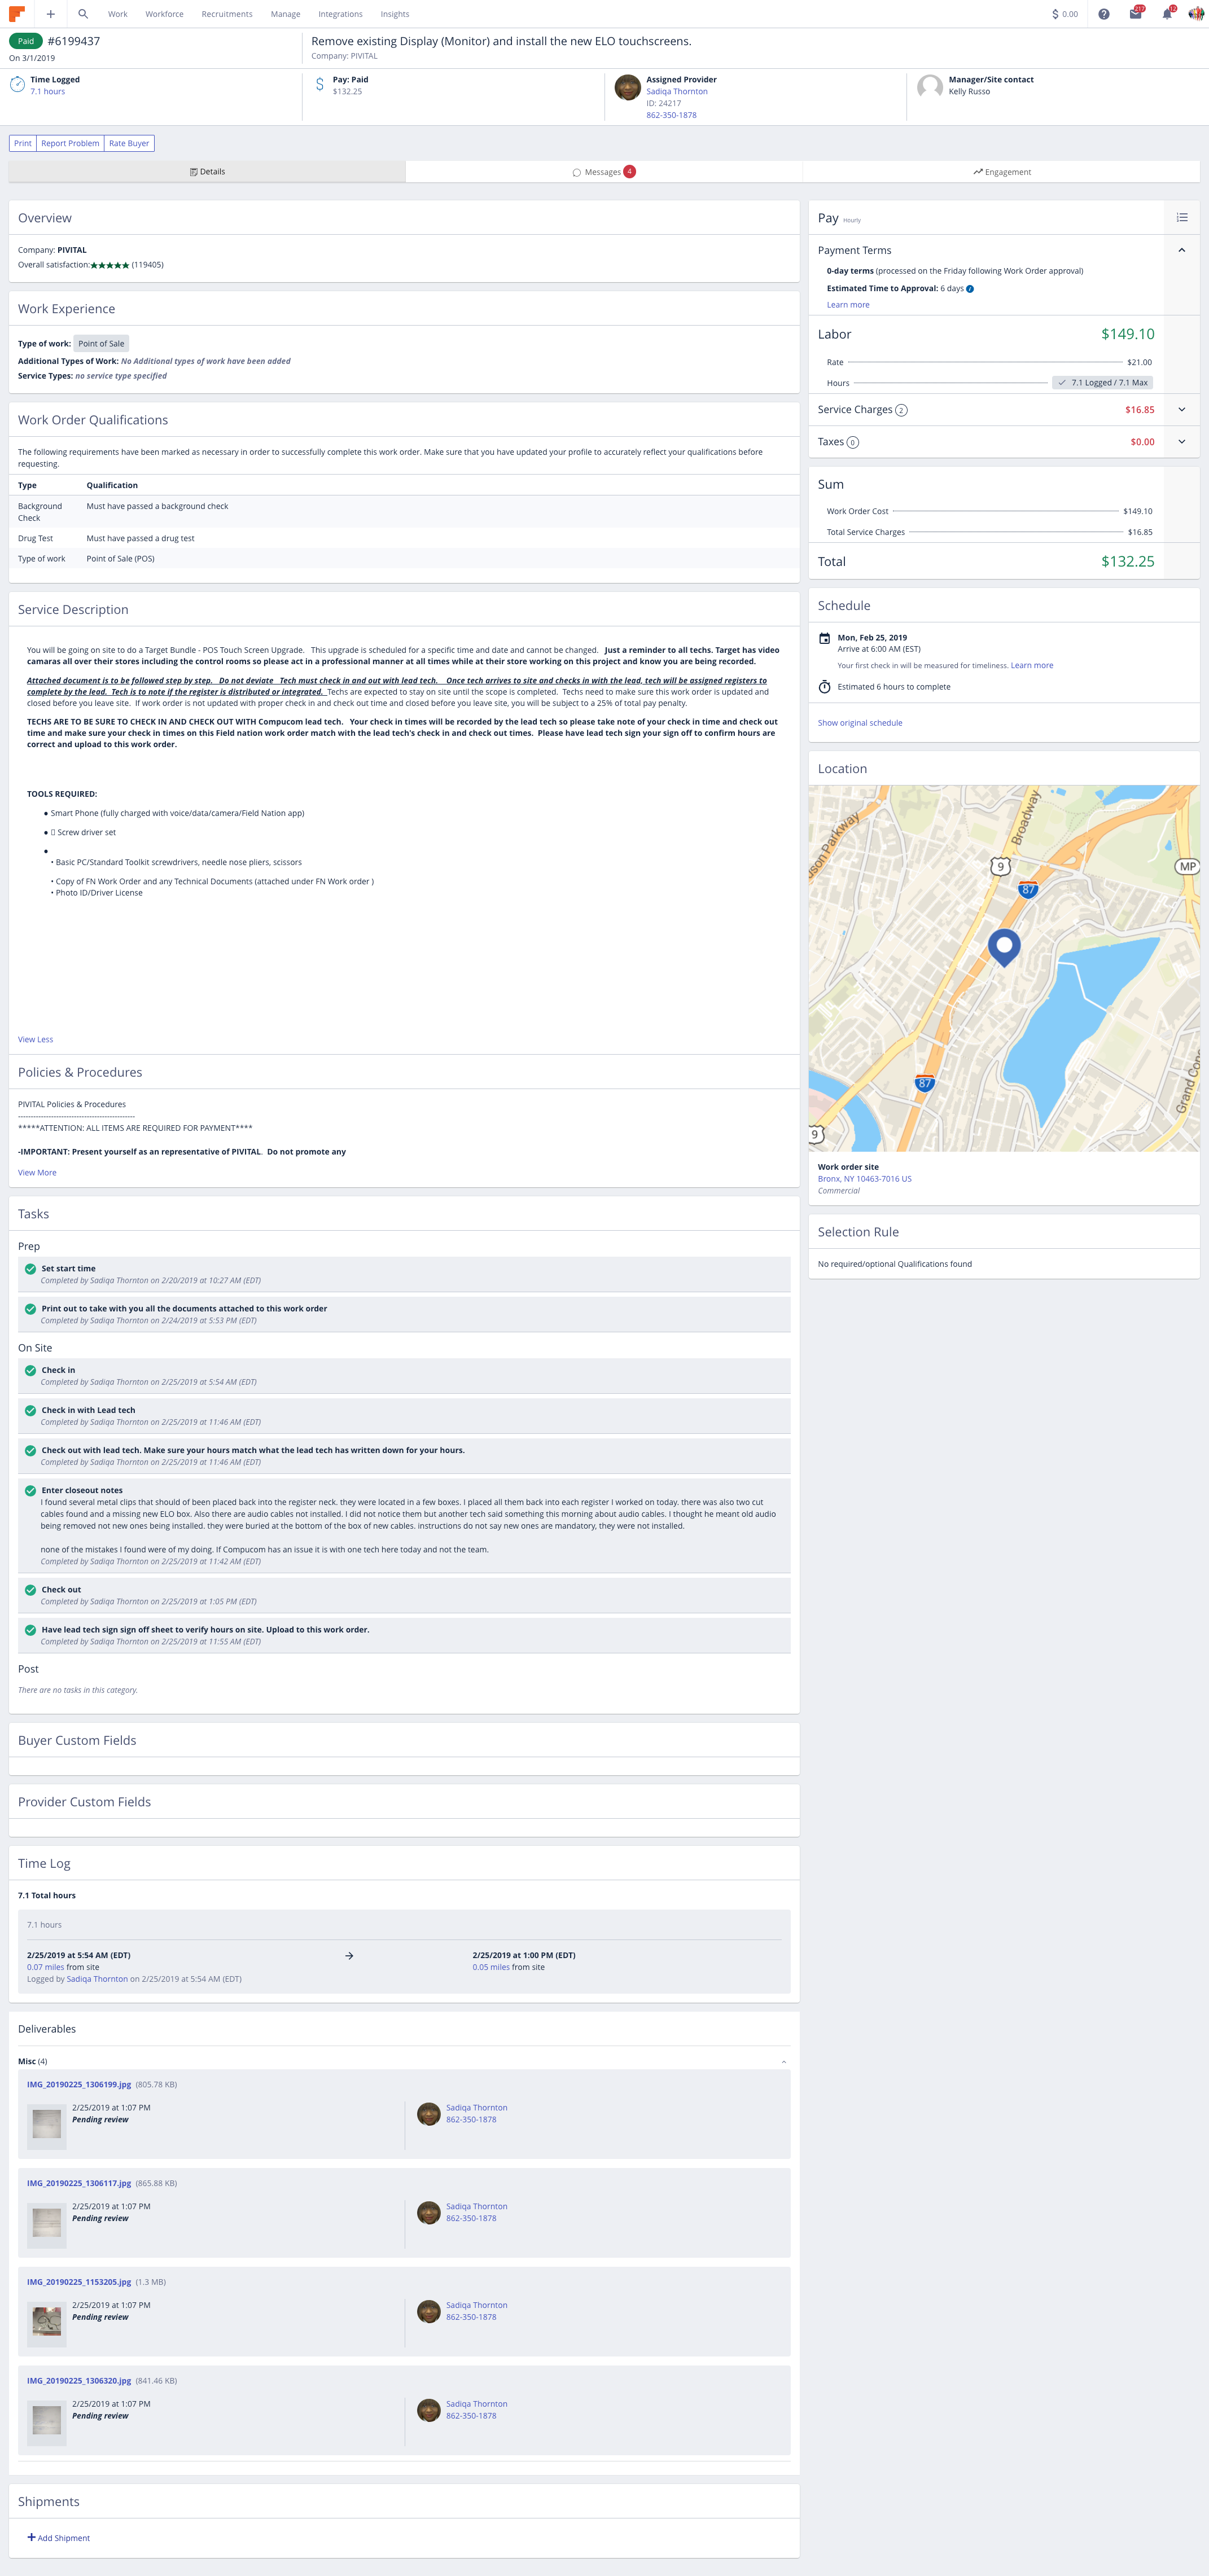 Work
Workforce
Recruitments
Manage
Integrations
Insights
$ 0.00
217
12
Paid
#6199437
On 3/1/2019
Remove existing Display (Monitor) and install the new ELO touchscreens.
Company: PIVITAL
Time Logged
7.1 hours
Pay: Paid
$132.25
Assigned Provider
Sadiqa Thornton
ID: 24217
862-350-1878
Manager/Site contact
Kelly Russo
Print
Report Problem
Rate Buyer
Details
Messages 4
Engagement
Overview
Company: PIVITAL
Overall satisfaction:★★★★★ (119405)
Work Experience
Type of work: Point of Sale
Additional Types of Work: No Additional types of work have been added
Service Types: no service type specified
Work Order Qualifications
The following requirements have been marked as necessary in order to successfully complete this work order. Make sure that you have updated your profile to accurately reflect your qualifications before
requesting.
Type Qualification
Background Must have passed a background check
Check
Drug Test Must have passed a drug test
Type of work Point of Sale (POS)
Service Description
You will be going on site to do a Target Bundle - POS Touch Screen Upgrade. This upgrade is scheduled for a specific time and date and cannot be changed. Just a reminder to all techs. Target has video
camaras all over their stores including the control rooms so please act in a professional manner at all times while at their store working on this project and know you are being recorded.
Attached document is to be followed step by step. Do not deviate Tech must check in and out with lead tech. Once tech arrives to site and checks in with the lead, tech will be assigned registers to
complete by the lead. Tech is to note if the register is distributed or integrated. Techs are expected to stay on site until the scope is completed. Techs need to make sure this work order is updated and
closed before you leave site. If work order is not updated with proper check in and check out time and closed before you leave site, you will be subject to a 25% of total pay penalty.
TECHS ARE TO BE SURE TO CHECK IN AND CHECK OUT WITH Compucom lead tech. Your check in times will be recorded by the lead tech so please take note of your check in time and check out
time and make sure your check in times on this Field nation work order match with the lead tech's check in and check out times. Please have lead tech sign your sign off to confirm hours are
correct and upload to this work order.
TOOLS REQUIRED:
• Smart Phone (fully charged with voice/data/camera/Field Nation app)
• ▯ Screw driver set
•
• Basic PC/Standard Toolkit screwdrivers, needle nose pliers, scissors
• Copy of FN Work Order and any Technical Documents (attached under FN Work order )
• Photo ID/Driver License
View Less
Policies & Procedures
PIVITAL Policies & Procedures
----------------------------------------------
*****ATTENTION: ALL ITEMS ARE REQUIRED FOR PAYMENT****
-IMPORTANT: Present yourself as an representative of PIVITAL. Do not promote any
View More
Tasks
Prep
Set start time
Completed by Sadiqa Thornton on 2/20/2019 at 10:27 AM (EDT)
Print out to take with you all the documents attached to this work order
Completed by Sadiqa Thornton on 2/24/2019 at 5:53 PM (EDT)
On Site
Check in
Completed by Sadiqa Thornton on 2/25/2019 at 5:54 AM (EDT)
Check in with Lead tech
Completed by Sadiqa Thornton on 2/25/2019 at 11:46 AM (EDT)
Check out with lead tech. Make sure your hours match what the lead tech has written down for your hours.
Completed by Sadiqa Thornton on 2/25/2019 at 11:46 AM (EDT)
Enter closeout notes
I found several metal clips that should of been placed back into the register neck. they were located in a few boxes. I placed all them back into each register I worked on today. there was also two cut
cables found and a missing new ELO box. Also there are audio cables not installed. I did not notice them but another tech said something this morning about audio cables. I thought he meant old audio
being removed not new ones being installed. they were buried at the bottom of the box of new cables. instructions do not say new ones are mandatory, they were not installed.
none of the mistakes I found were of my doing. If Compucom has an issue it is with one tech here today and not the team.
Completed by Sadiqa Thornton on 2/25/2019 at 11:42 AM (EDT)
Check out
Completed by Sadiqa Thornton on 2/25/2019 at 1:05 PM (EDT)
Have lead tech sign sign off sheet to verify hours on site. Upload to this work order.
Completed by Sadiqa Thornton on 2/25/2019 at 11:55 AM (EDT)
Post
There are no tasks in this category.
Buyer Custom Fields
Provider Custom Fields
Time Log
7.1 Total hours
7.1 hours
2/25/2019 at 5:54 AM (EDT)
0.07 miles from site
Logged by Sadiqa Thornton on 2/25/2019 at 5:54 AM (EDT)
2/25/2019 at 1:00 PM (EDT)
0.05 miles from site
Deliverables
Misc (4)
IMG_20190225_1306199.jpg (805.78 KB)
2/25/2019 at 1:07 PM
Pending review
Sadiqa Thornton
862-350-1878
IMG_20190225_1306117.jpg (865.88 KB)
2/25/2019 at 1:07 PM
Pending review
Sadiqa Thornton
862-350-1878
IMG_20190225_1153205.jpg (1.3 MB)
2/25/2019 at 1:07 PM
Pending review
Sadiqa Thornton
862-350-1878
IMG_20190225_1306320.jpg (841.46 KB)
2/25/2019 at 1:07 PM
Pending review
Sadiqa Thornton
862-350-1878
Shipments
+ Add Shipment
Pay Hourly
Payment Terms
0-day terms (processed on the Friday following Work Order approval)
Estimated Time to Approval: 6 days
Learn more
Labor $149.10
Rate $21.00
Hours 7.1 Logged / 7.1 Max
Service Charges 2 $16.85
Taxes 0 $0.00
Sum
Work Order Cost $149.10
Total Service Charges $16.85
Total $132.25
Schedule
Mon, Feb 25, 2019
Arrive at 6:00 AM (EST)
Your first check in will be measured for timeliness. Learn more
Estimated 6 hours to complete
Show original schedule
Location
son Parkway
Broadway
9
87
MP
87
9
Grand Conc
Work order site
Bronx, NY 10463-7016 US
Commercial
Selection Rule
No required/optional Qualifications found